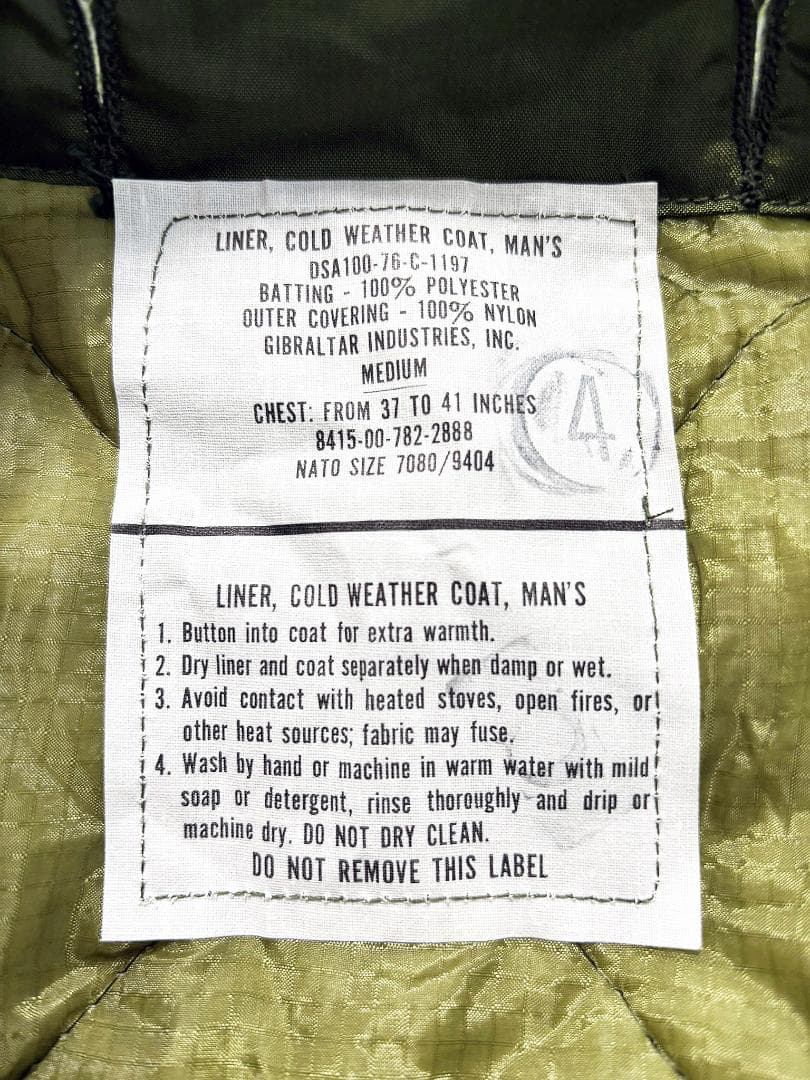 LINER, COLD WEATHER COAT, MAN'S
DSA100-76-C-1197
BATTING - 100% POLYESTER
OUTER COVERING - 100% NYLON
GIBRALTAR INDUSTRIES, INC.
MEDIUM
CHEST: FROM 37 TO 41 INCHES
8415-00-782-2888
NATO SIZE 7080/9404
4
LINER, COLD WEATHER COAT, MAN'S
1. Button into coat for extra warmth.
2. Dry liner and coat separately when damp or wet.
3. Avoid contact with heated stoves, open fires, or
other heat sources; fabric may fuse.
4. Wash by hand or machine in warm water with mild
soap or detergent, rinse thoroughly and drip or
machine dry. DO NOT DRY CLEAN.
DO NOT REMOVE THIS LABEL